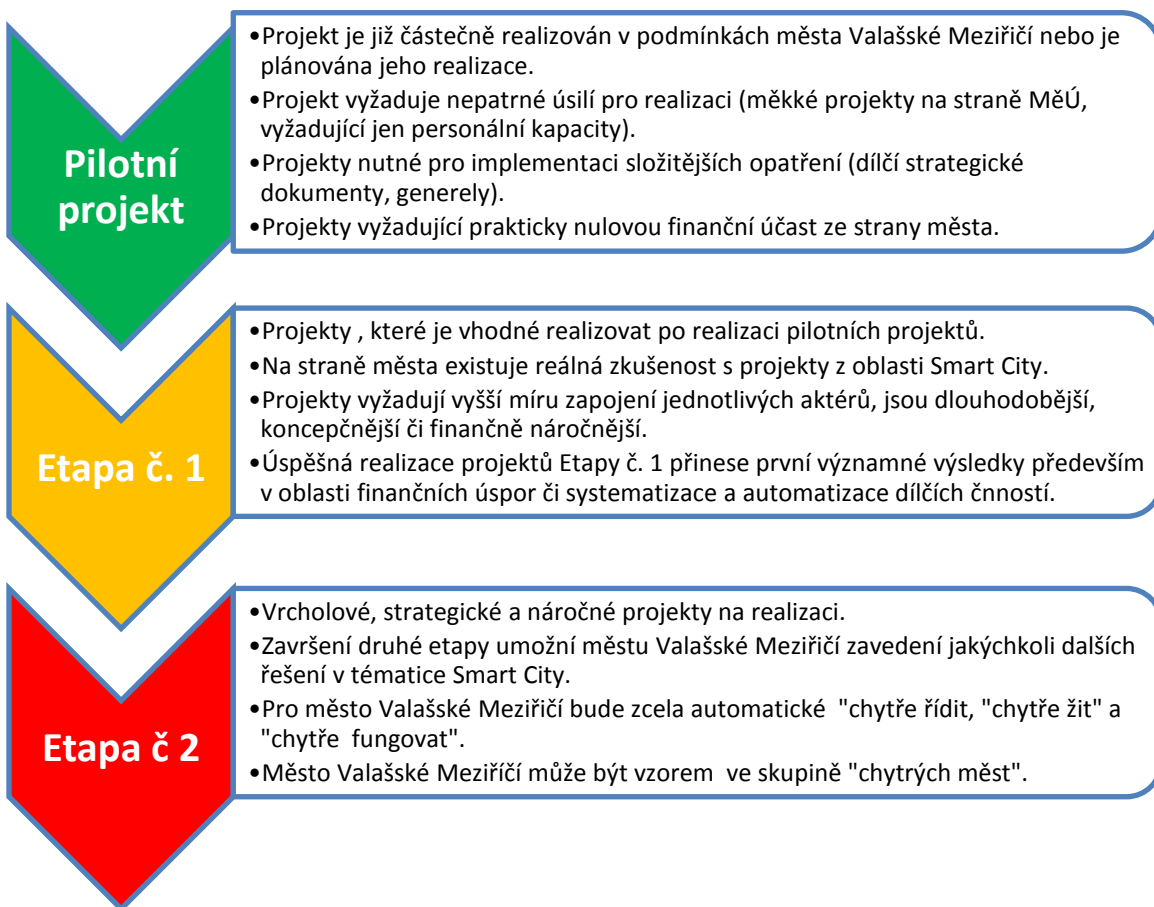 Pilotní
projekt
•Projekt je již částečně realizován v podmínkách města Valašské Meziříčí nebo je
plánována jeho realizace.
•Projekt vyžaduje nepatrné úsilí pro realizaci (měkké projekty na straně MěÚ,
vyžadující jen personální kapacity).
•Projekty nutné pro implementaci složitějších opatření (dílčí strategické
dokumenty, generely).
•Projekty vyžadující prakticky nulovou finanční účast ze strany města.
Etapa č. 1
•Projekty , které je vhodné realizovat po realizaci pilotních projektů.
•Na straně města existuje reálná zkušenost s projekty z oblasti Smart City.
•Projekty vyžadují vyšší míru zapojení jednotlivých aktérů, jsou dlouhodobější,
koncepčnější či finančně náročnější.
•Úspěšná realizace projektů Etapy č. 1 přinese první významné výsledky především
v oblasti finančních úspor či systematizace a automatizace dílčích čnností.
Etapa č 2
•Vrcholové, strategické a náročné projekty na realizaci.
•Završení druhé etapy umožní městu Valašské Meziřičí zavedení jakýchkoli dalších
řešení v tématice Smart City.
•Pro město Valašské Meziřičí bude zcela automatické "chytře řídit, "chytře žit" a
"chytře fungovat".
•Město Valašské Meziříčí může být vzorem ve skupině "chytrých měst".